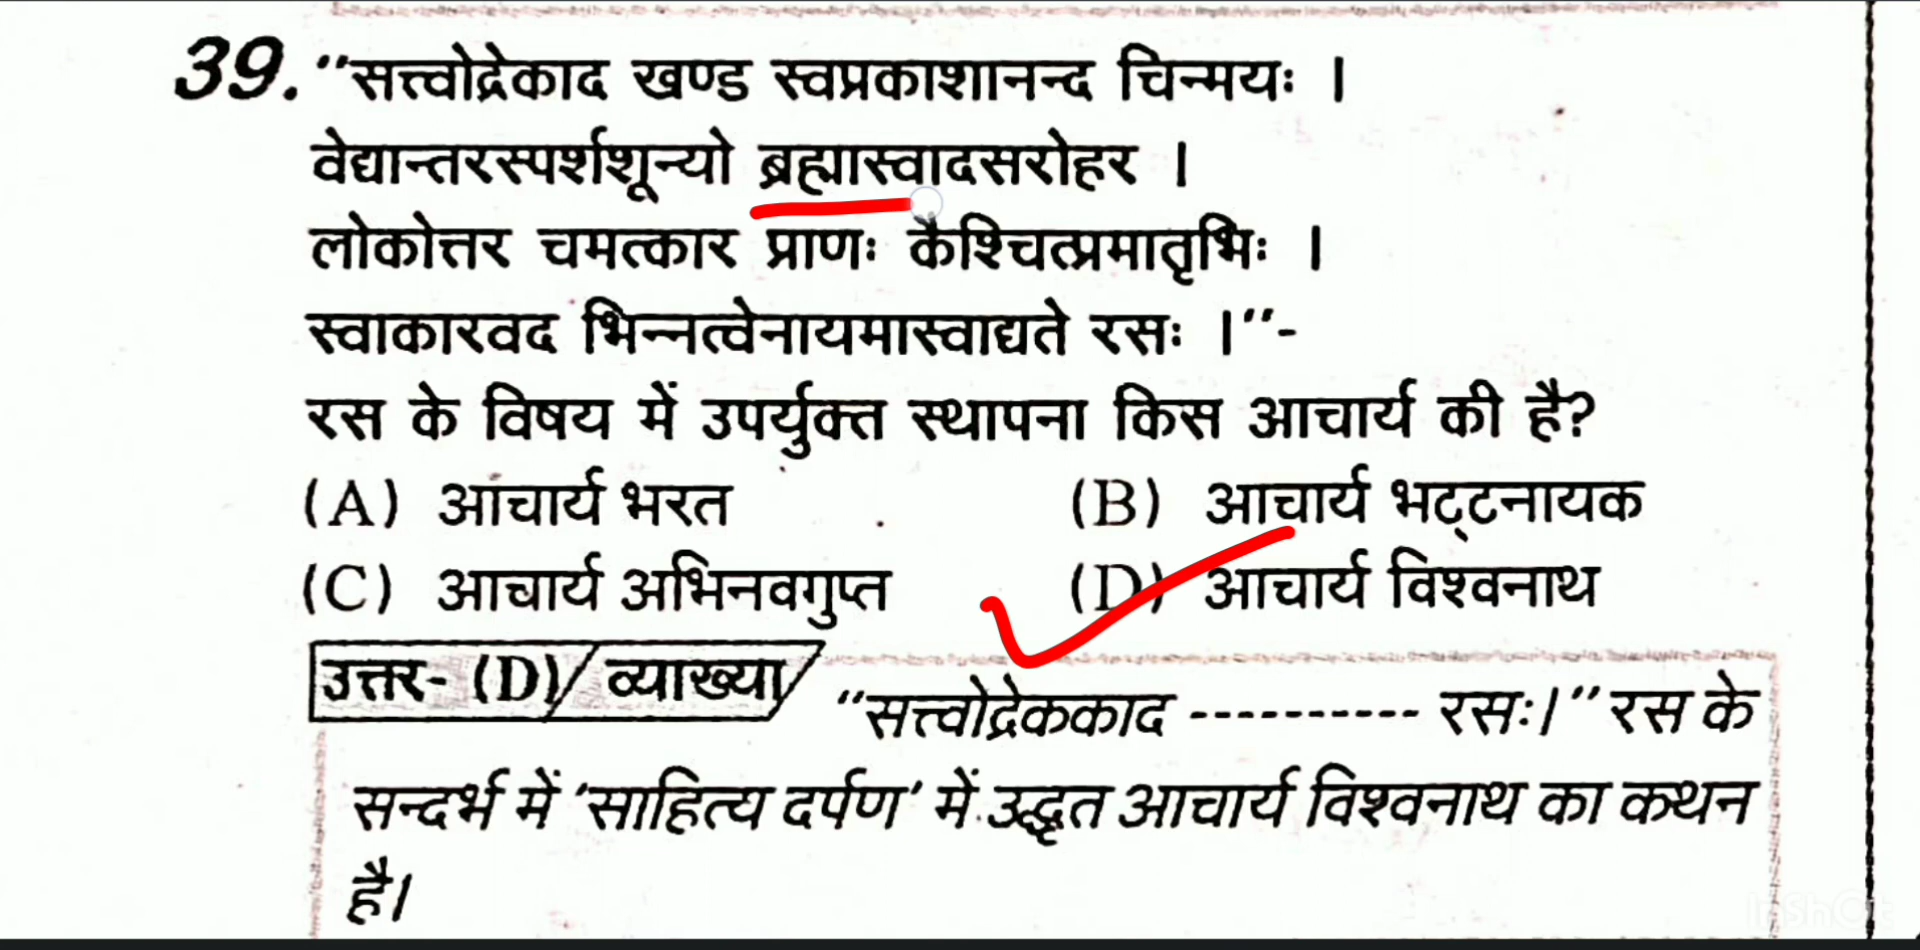 39. "सत्त्वोद्रेकाद खण्ड स्वप्रकाशानन्द चिन्मयः ।
वेद्यान्तरस्पर्शशून्यो ब्रह्मास्वादसरोहर ।
लोकोत्तर चमत्कार प्राणः कैश्चित्प्रमातृभिः ।
स्वाकारवद भिन्नत्वेनायमास्वाद्यते रसः ।"-
रस के विषय में उपर्युक्त स्थापना किस आचार्य की है?
(A) आचार्य भरत (B) आचार्य भट्टनायक
(C) आचार्य अभिनवगुप्त (D) आचार्य विश्वनाथ
उत्तर- (D)/ व्याख्या "सत्त्वोद्रेककाद ---------- रसः।" रस के
सन्दर्भ में 'साहित्य दर्पण' में उद्धृत आचार्य विश्वनाथ का कथन
है।
InShOt